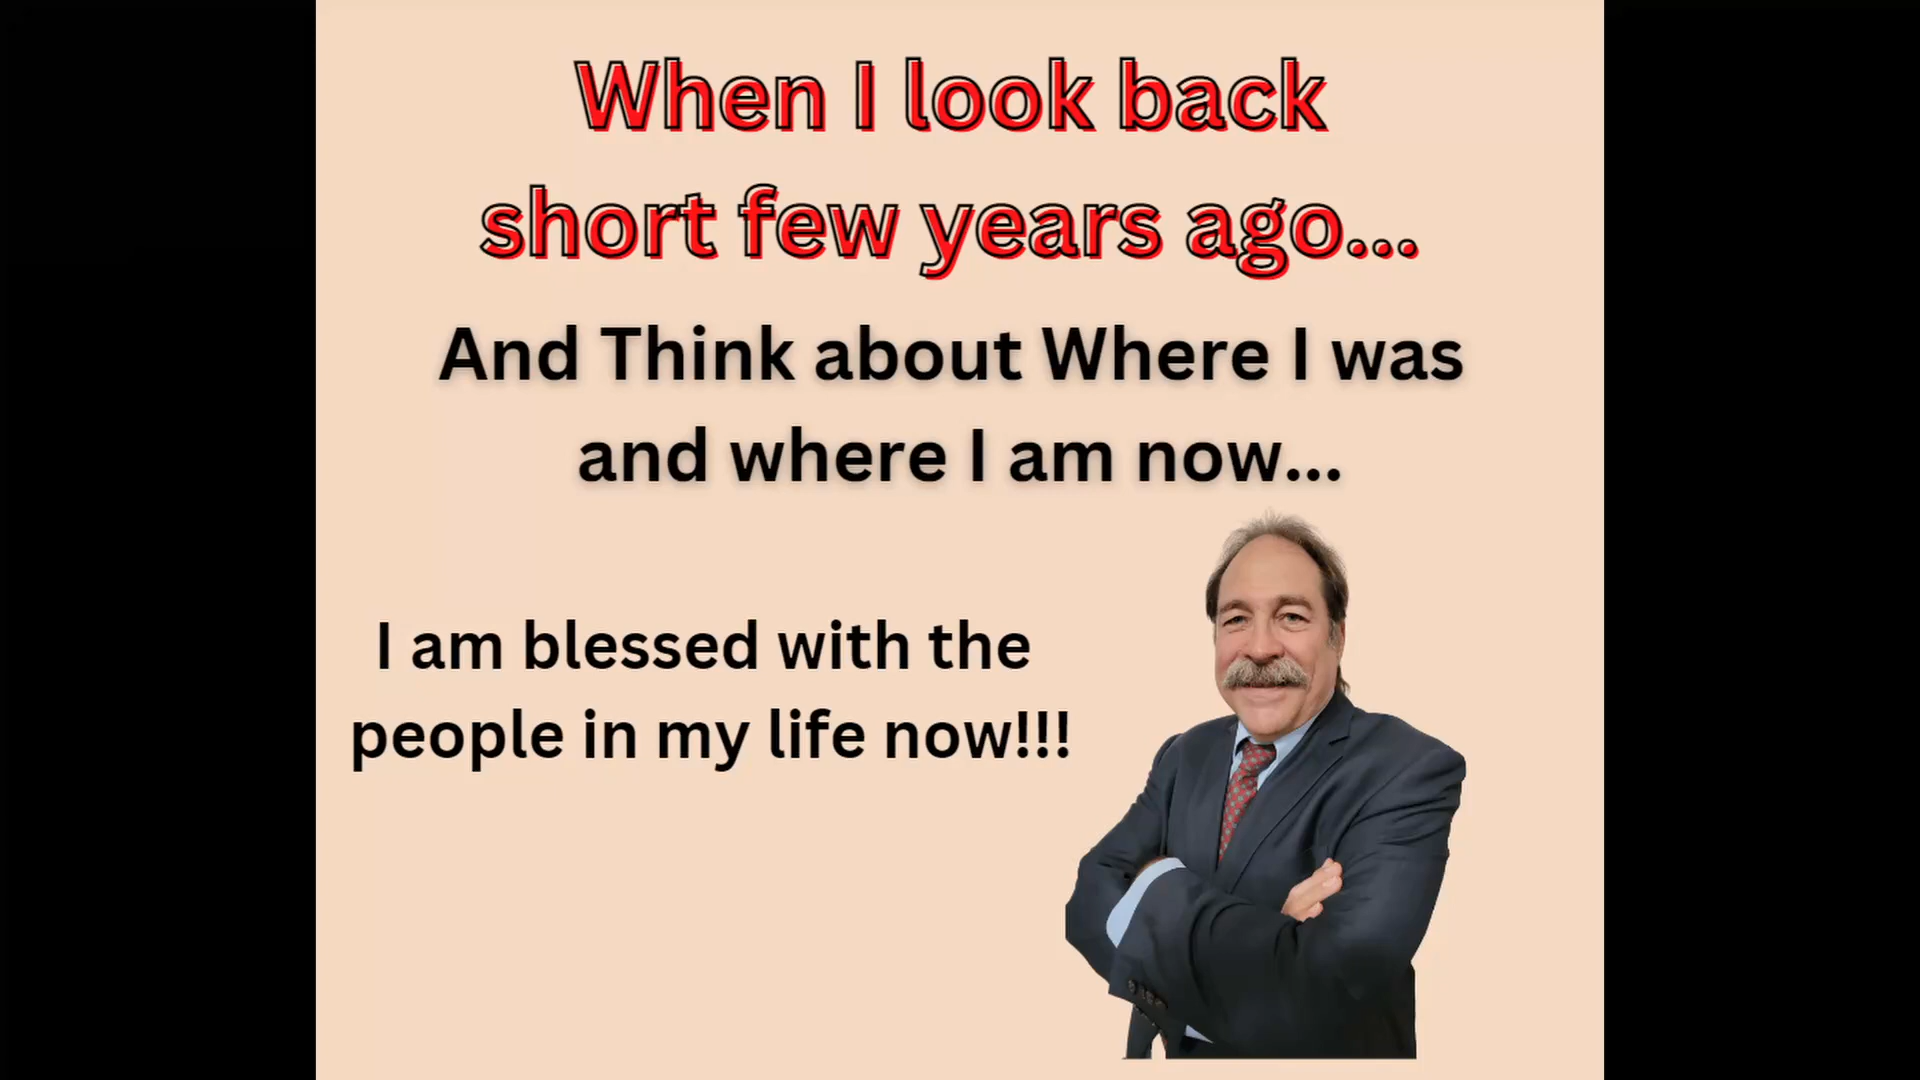 When I look back
short few years ago...
And Think about Where I was
and where I am now...
I am blessed with the
people in my life now!!!